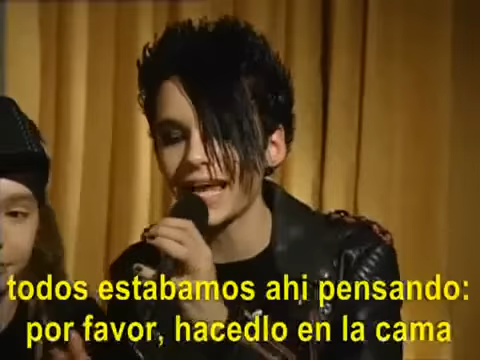 todos estabamos ahi pensando:
por favor, hacedlo en la cama